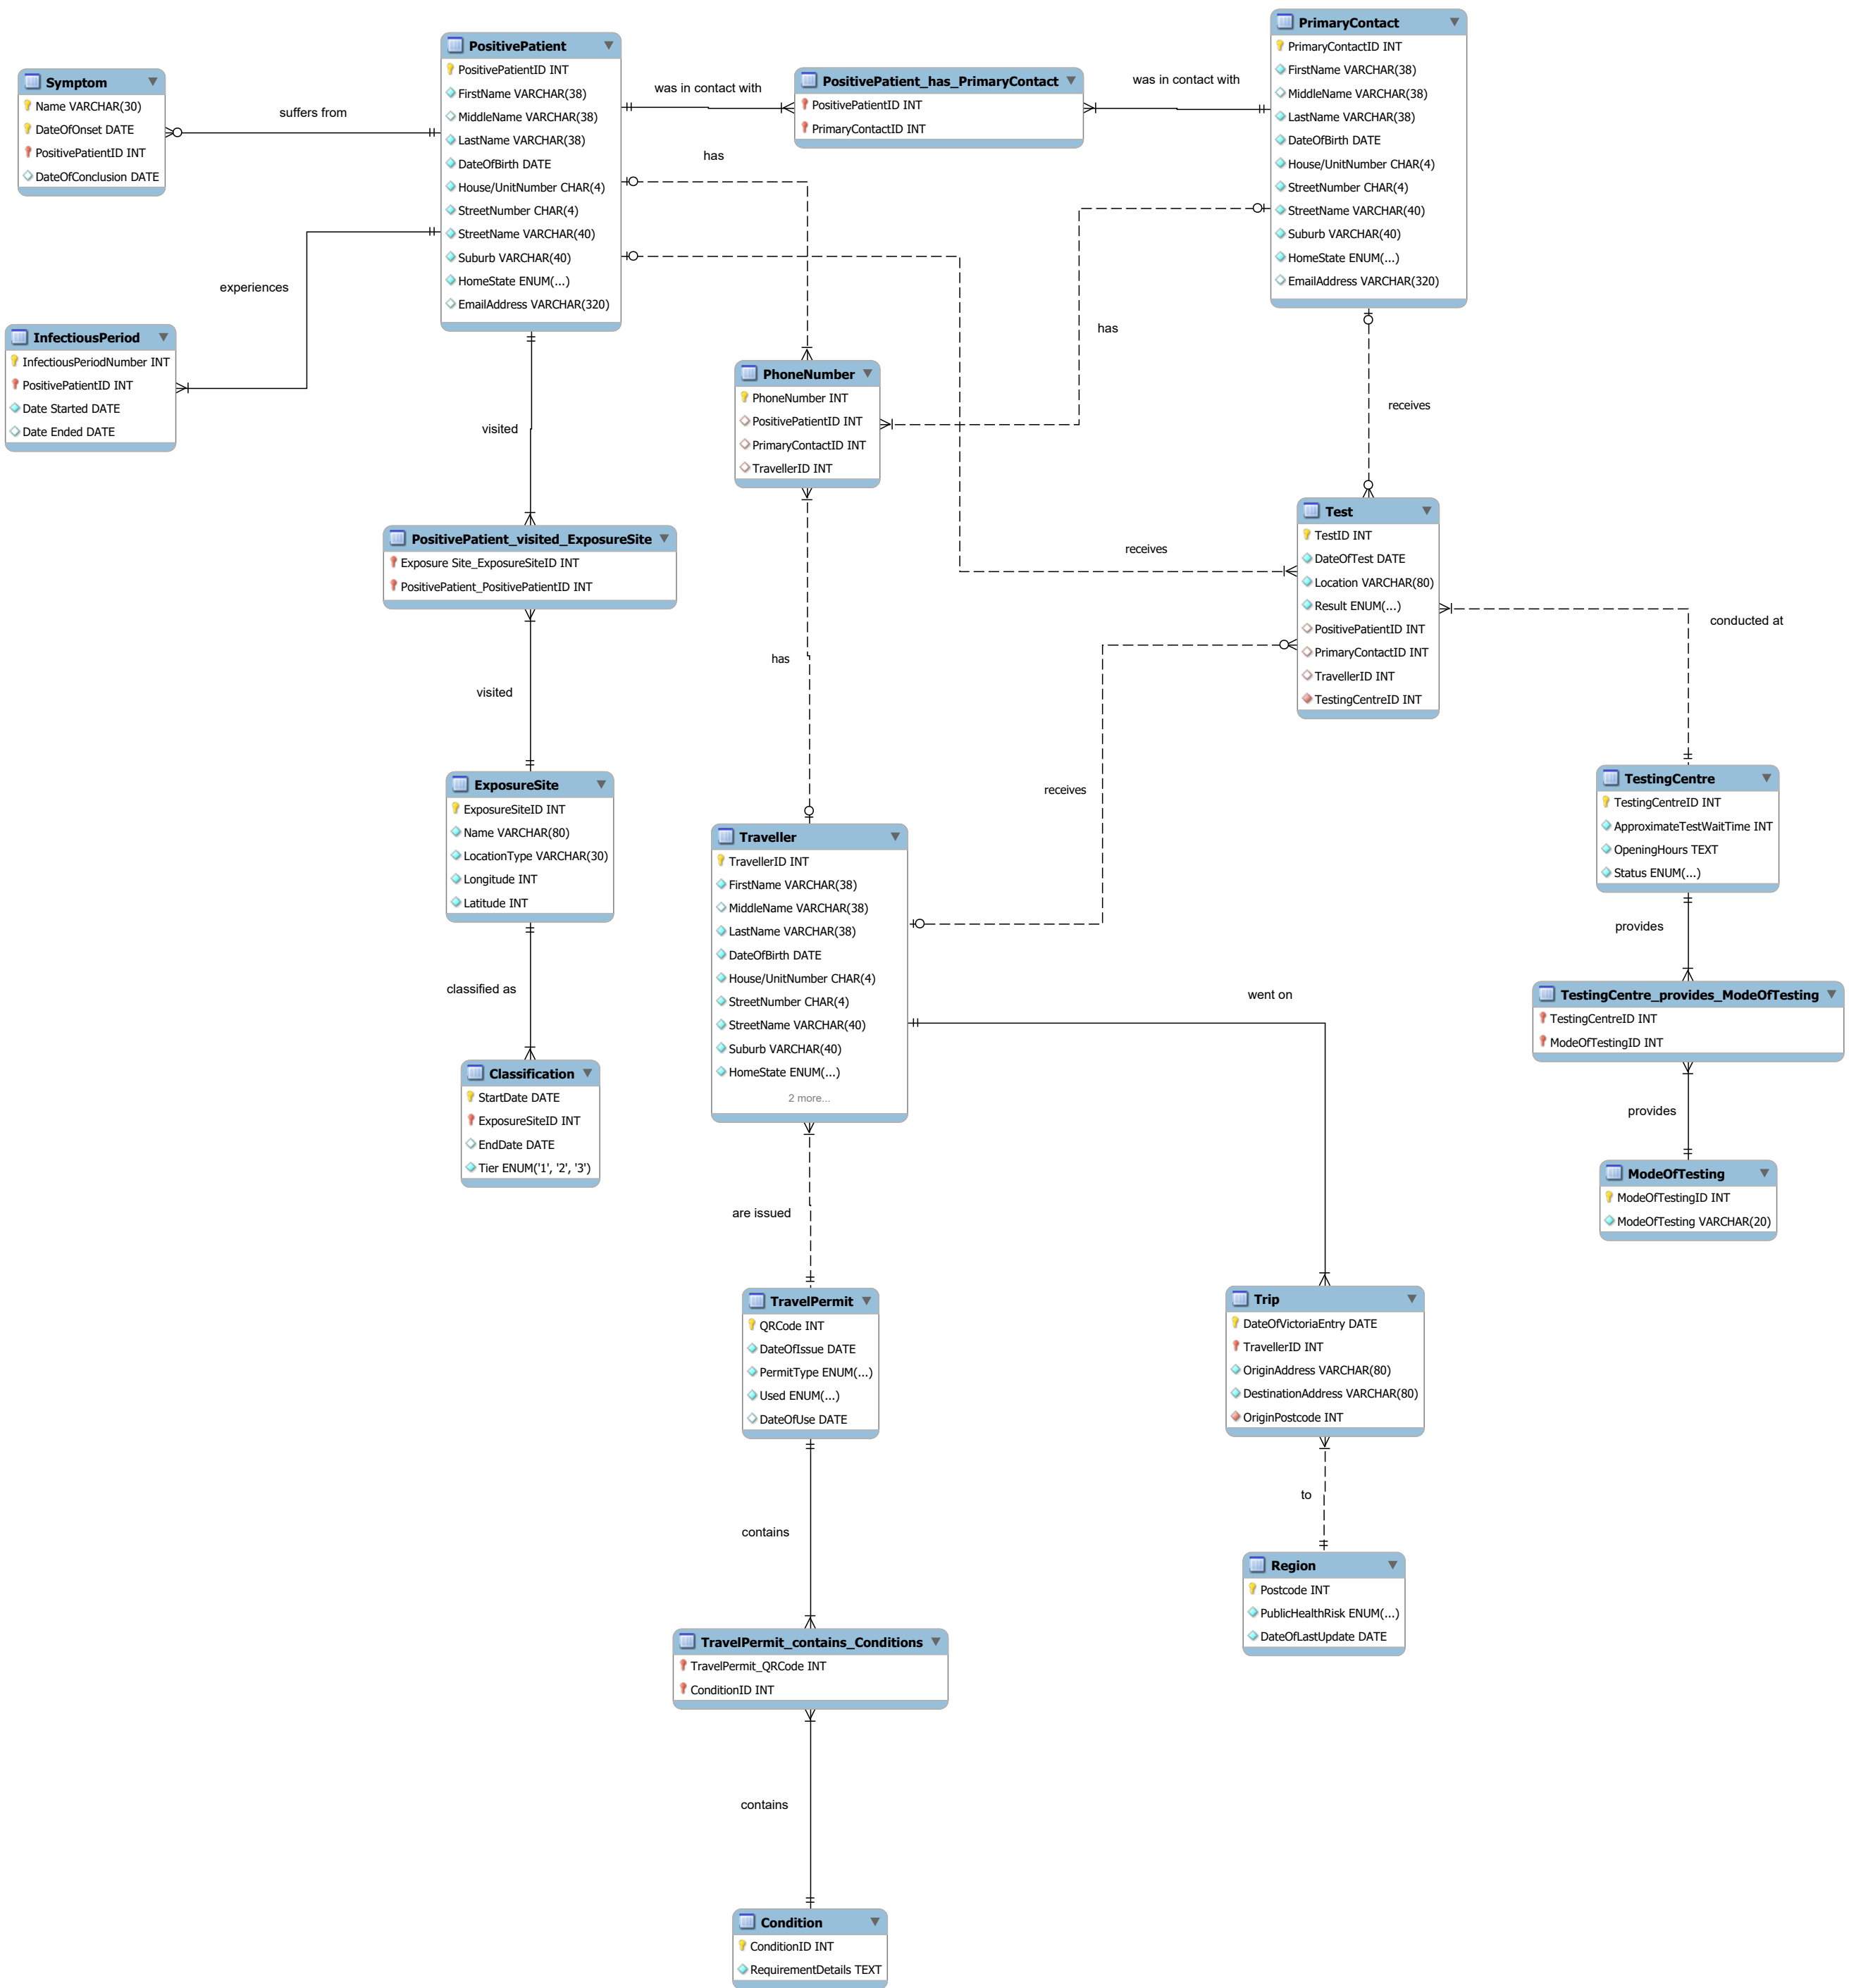 PrimaryContact
PrimaryContactID INT
FirstName VARCHAR(38)
MiddleName VARCHAR(38)
LastName VARCHAR(38)
DateOfBirth DATE
House/UnitNumber CHAR(4)
StreetNumber CHAR(4)
StreetName VARCHAR(40)
Suburb VARCHAR(40)
HomeState ENUM(...)
EmailAddress VARCHAR(320)
PositivePatient
PositivePatientID INT
FirstName VARCHAR(38)
MiddleName VARCHAR(38)
LastName VARCHAR(38)
DateOfBirth DATE
House/UnitNumber CHAR(4)
StreetNumber CHAR(4)
StreetName VARCHAR(40)
Suburb VARCHAR(40)
HomeState ENUM(...)
EmailAddress VARCHAR(320)
Symptom
Name VARCHAR(30)
DateOfOnset DATE
PositivePatientID INT
DateOfConclusion DATE
suffers from
was in contact with
PositivePatient_has_PrimaryContact
PositivePatientID INT
PrimaryContactID INT
was in contact with
has
experiences
InfectiousPeriod
InfectiousPeriodNumber INT
PositivePatientID INT
Date Started DATE
Date Ended DATE
has
PhoneNumber
PhoneNumber INT
PositivePatientID INT
PrimaryContactID INT
TravellerID INT
receives
visited
Test
TestID INT
DateOfTest DATE
Location VARCHAR(80)
Result ENUM(...)
PositivePatientID INT
PrimaryContactID INT
TravellerID INT
TestingCentreID INT
PositivePatient_visited_ExposureSite
Exposure Site_ExposureSiteID INT
PositivePatient_PositivePatientID INT
receives
conducted at
has
visited
ExposureSite
ExposureSiteID INT
Name VARCHAR(80)
LocationType VARCHAR(30)
Longitude INT
Latitude INT
receives
TestingCentre
TestingCentreID INT
ApproximateTestWaitTime INT
OpeningHours TEXT
Status ENUM(...)
Traveller
TravellerID INT
FirstName VARCHAR(38)
MiddleName VARCHAR(38)
LastName VARCHAR(38)
DateOfBirth DATE
House/UnitNumber CHAR(4)
StreetNumber CHAR(4)
StreetName VARCHAR(40)
Suburb VARCHAR(40)
HomeState ENUM(...)
2 more...
provides
classified as
went on
TestingCentre_provides_ModeOfTesting
TestingCentreID INT
ModeOfTestingID INT
Classification
StartDate DATE
ExposureSiteID INT
EndDate DATE
Tier ENUM('1', '2', '3')
provides
ModeOfTesting
ModeOfTestingID INT
ModeOfTesting VARCHAR(20)
are issued
TravelPermit
QRCode INT
DateOfIssue DATE
PermitType ENUM(...)
Used ENUM(...)
DateOfUse DATE
Trip
DateOfVictoriaEntry DATE
TravellerID INT
OriginAddress VARCHAR(80)
DestinationAddress VARCHAR(80)
OriginPostcode INT
to
contains
Region
Postcode INT
PublicHealthRisk ENUM(...)
DateOfLastUpdate DATE
TravelPermit_contains_Conditions
TravelPermit_QRCode INT
ConditionID INT
contains
Condition
ConditionID INT
RequirementDetails TEXT